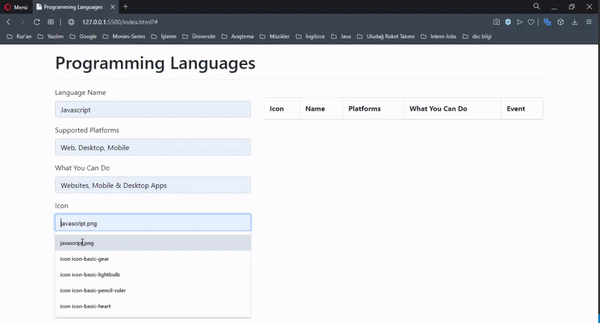 Menü
Programming Languages
127.0.0.1:5500/index.html?#
Kur'an Yazılım Google Movies-Series İşlerim Üniversite Araştırma Müzikler İngilizce Java Uludağ Roket Takımı Intern Jobs dsc bilgi
Programming Languages
Language Name
Javascript
Supported Platforms
Web, Desktop, Mobile
What You Can Do
Websites, Mobile & Desktop Apps
Icon
javascript.png
javascript.png
icon icon-basic-gear
icon icon-basic-lightbulb
icon icon-basic-pencil-ruler
icon icon-basic-heart
Icon Name Platforms What You Can Do Event